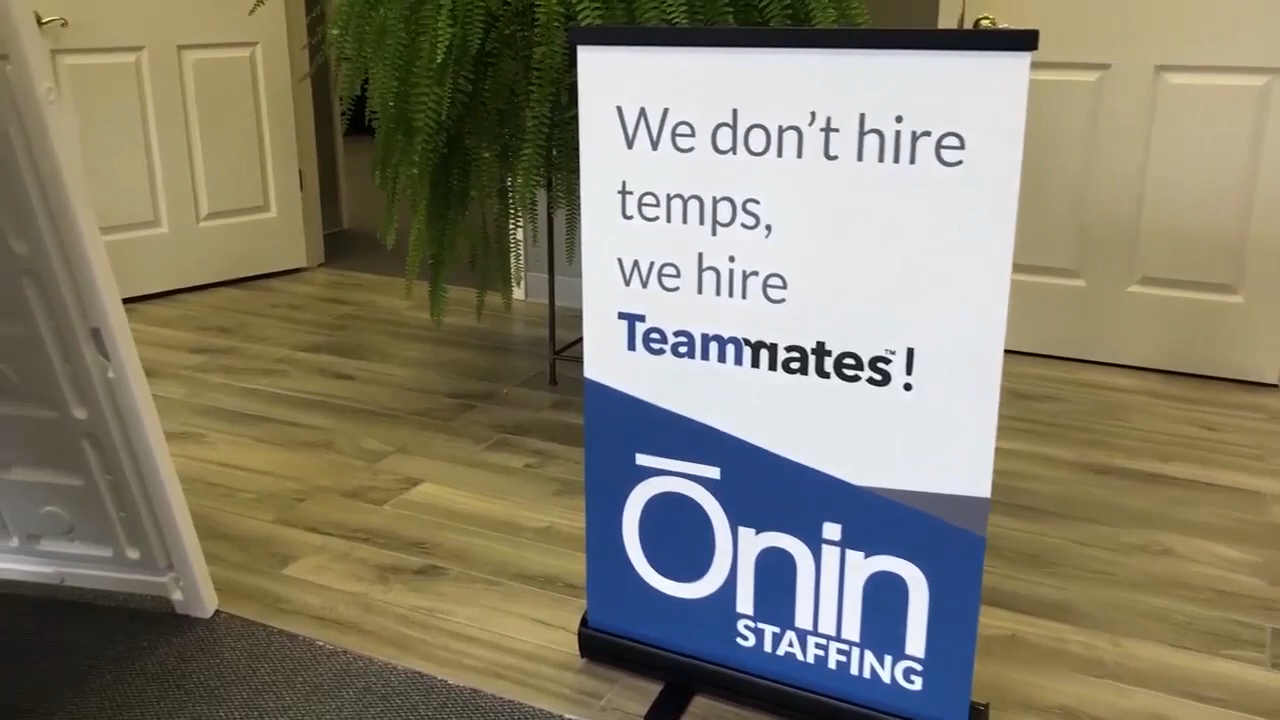 We don't hire
temps,
we hire
Teammates™!
Ōnin
STAFFING